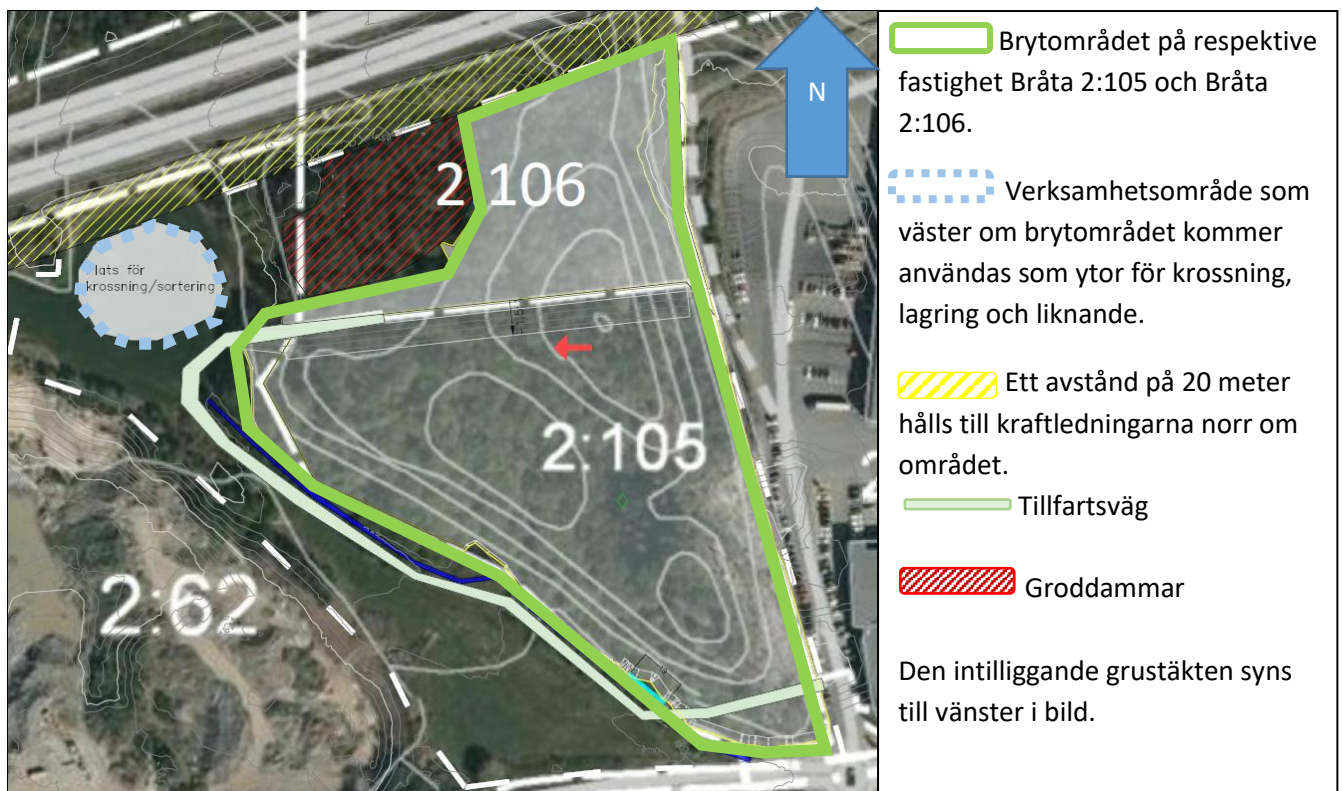 N
2 106
Plats för
krossning/sortering
2:105
2:62
Brytområdet på respektive
fastighet Bråta 2:105 och Bråta
2:106.
Verksamhetsområde som
väster om brytområdet kommer
användas som ytor för krossning,
lagring och liknande.
Ett avstånd på 20 meter
hålls till kraftledningarna norr om
området.
Tillfartsväg
Groddammar
Den intilliggande grustäkten syns
till vänster i bild.